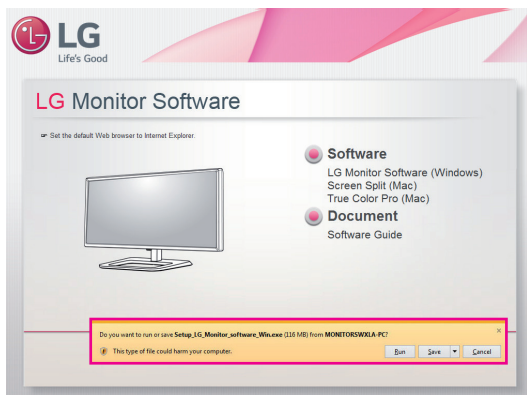 LG
Life's Good
LG Monitor Software
☞ Set the default Web browser to Internet Explorer.
Software
LG Monitor Software (Windows)
Screen Split (Mac)
True Color Pro (Mac)
Document
Software Guide
Do you want to run or save Setup_LG_Monitor_software_Win.exe (116 MB) from MONITORSWXLA-PC?
x
This type of file could harm your computer.
Run Save Cancel